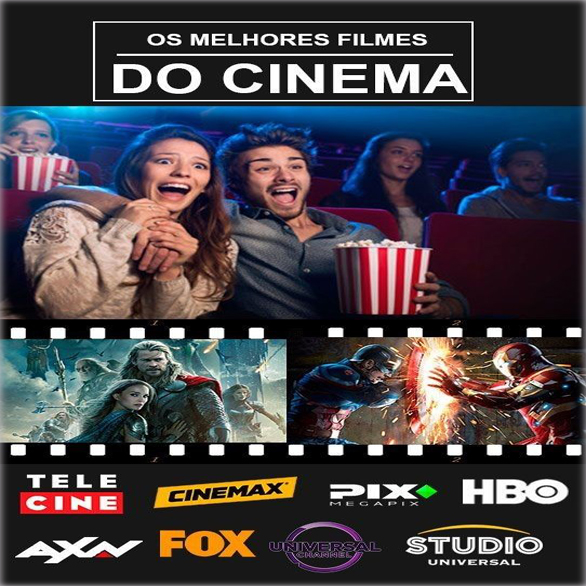 OS MELHORES FILMES
DO CINEMA
TELE
CINE
CINEMAX
PIX
MEGAPIX
HBO
AXN
FOX
UNIVERSAL
CHANNEL
STUDIO
UNIVERSAL